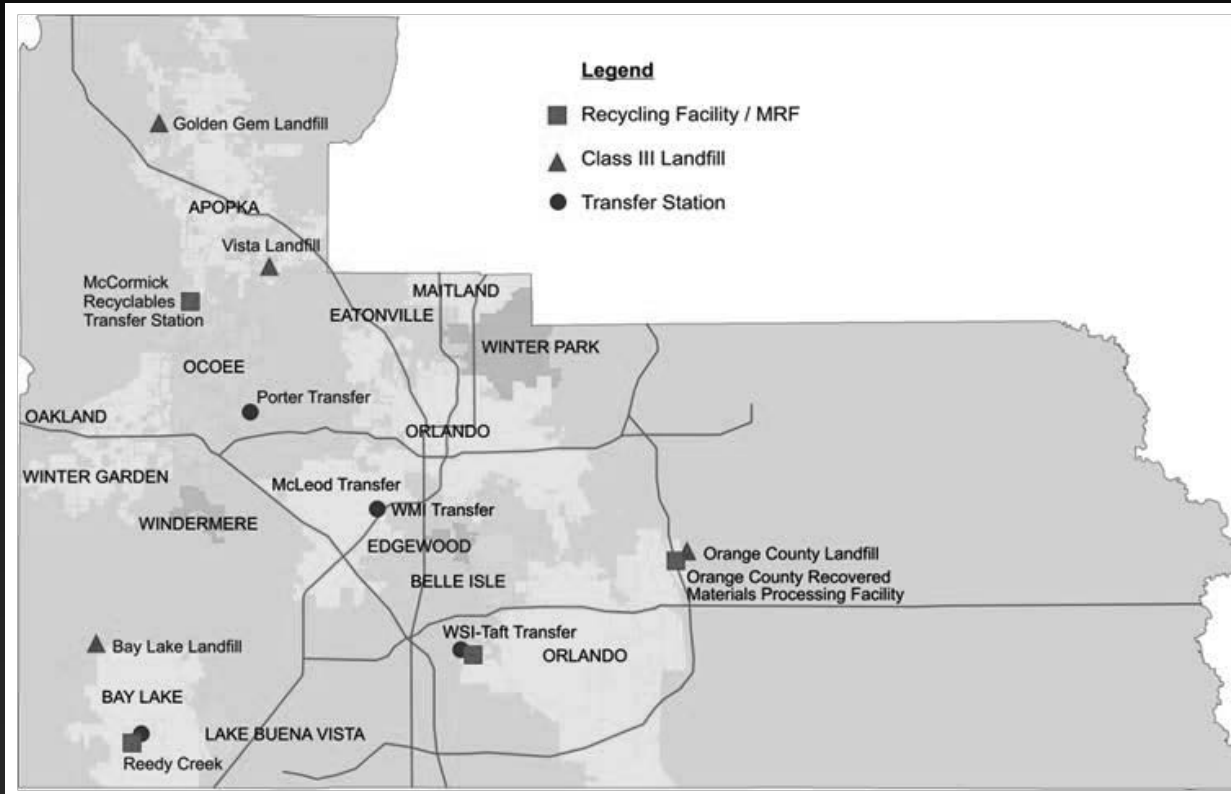 Legend
Recycling Facility / MRF
Class III Landfill
Transfer Station
Golden Gem Landfill
APOPKA
Vista Landfill
McCormick
Recyclables
Transfer Station
MAITLAND
EATONVILLE
WINTER PARK
OCOEE
Porter Transfer
OAKLAND
ORLANDO
WINTER GARDEN
McLeod Transfer
WMI Transfer
WINDERMERE
EDGEWOOD
BELLE ISLE
Orange County Landfill
Orange County Recovered
Materials Processing Facility
WSI-Taft Transfer
Bay Lake Landfill
ORLANDO
BAY LAKE
LAKE BUENA VISTA
Reedy Creek